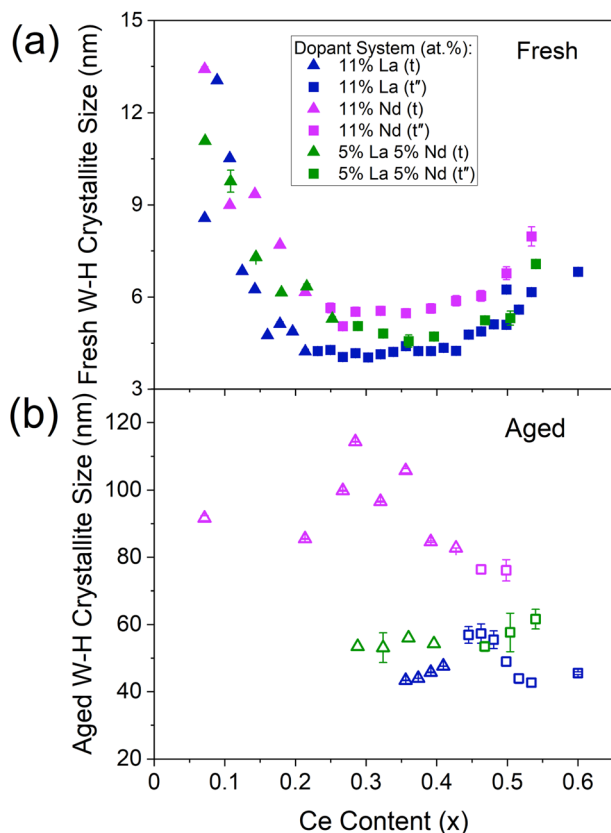 (a)
Fresh W-H Crystallite Size (nm)
15
12
9
6
3
Dopant System (at.%):
11% La (t)
11% La (t″)
11% Nd (t)
11% Nd (t″)
5% La 5% Nd (t)
5% La 5% Nd (t″)
Fresh
(b)
Aged W-H Crystallite Size (nm)
120
100
80
60
40
20
Aged
0 0.1 0.2 0.3 0.4 0.5 0.6
Ce Content (x)